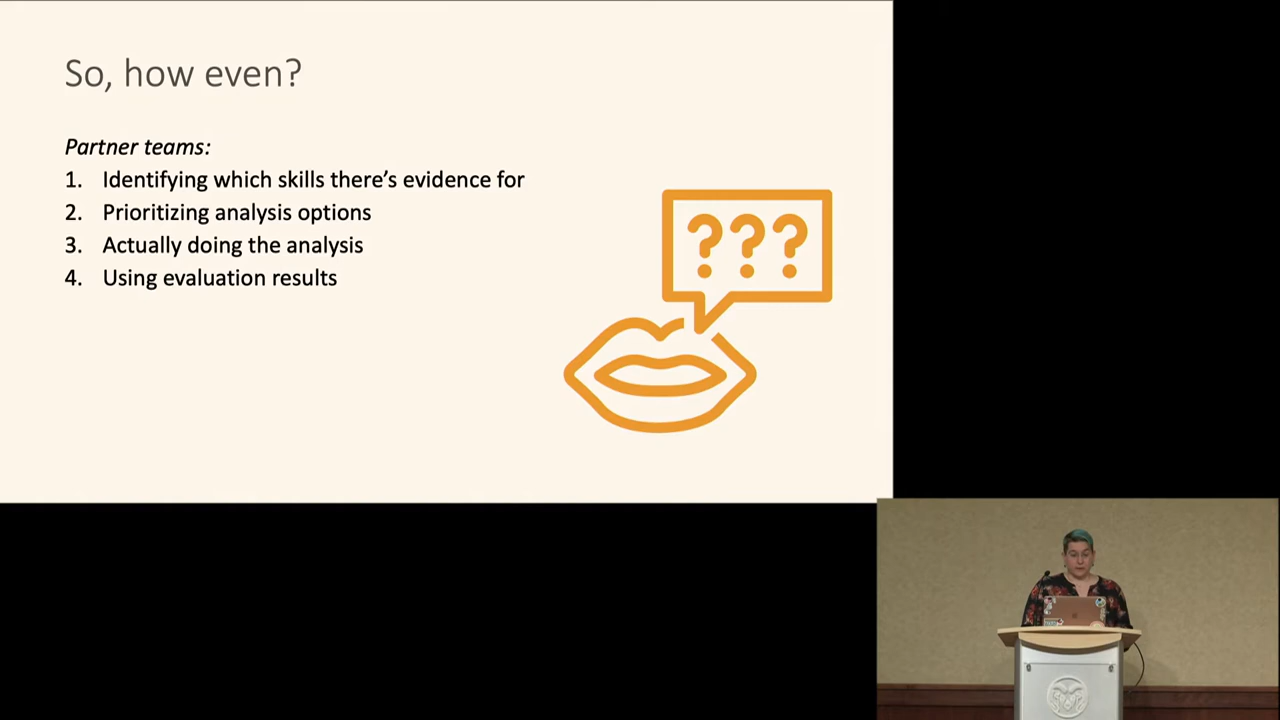 So, how even?
Partner teams:
1. Identifying which skills there's evidence for
2. Prioritizing analysis options
3. Actually doing the analysis
4. Using evaluation results
???